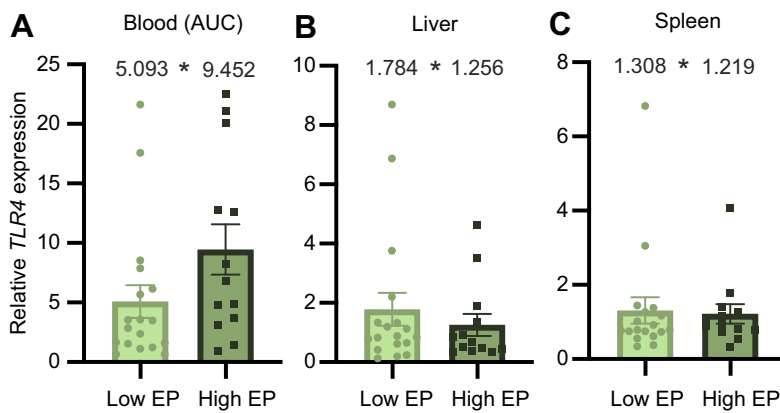 A
Blood (AUC)
5.093 * 9.452
Relative TLR4 expression
25
20
15
10
5
0
Low EP
High EP
B
Liver
1.784 * 1.256
10
8
6
4
2
0
Low EP
High EP
C
Spleen
1.308 * 1.219
8
6
4
2
0
Low EP
High EP